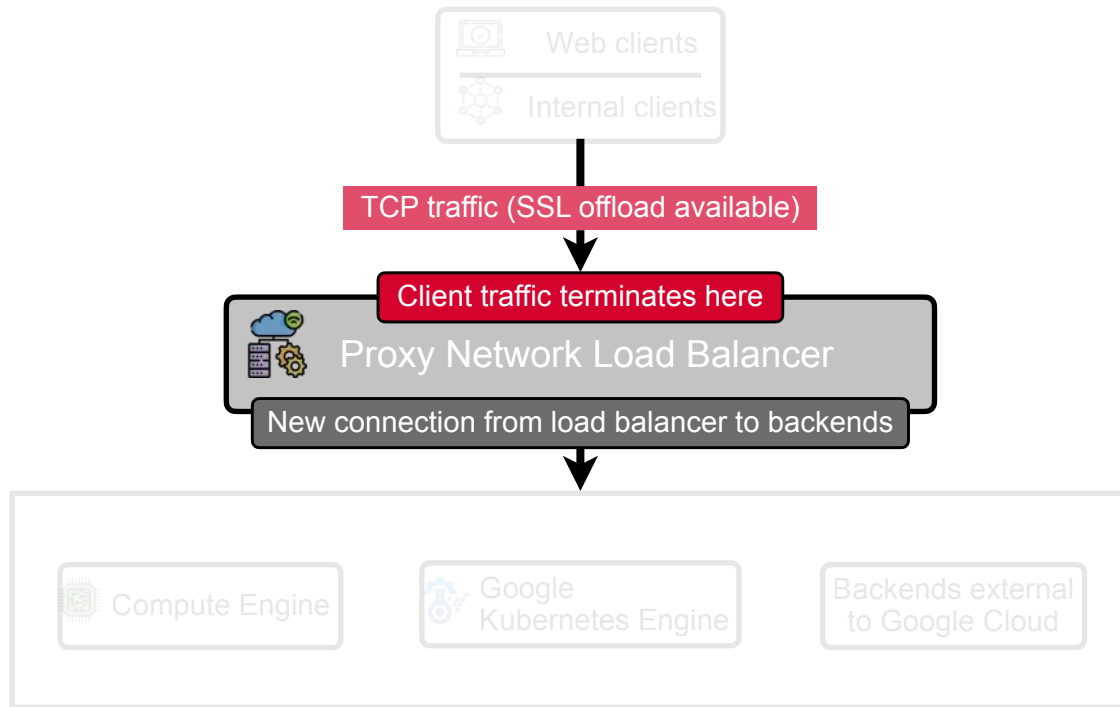 Web clients
Internal clients
TCP traffic (SSL offload available)
Client traffic terminates here
Proxy Network Load Balancer
New connection from load balancer to backends
Compute Engine
Google
Kubernetes Engine
Backends external
to Google Cloud